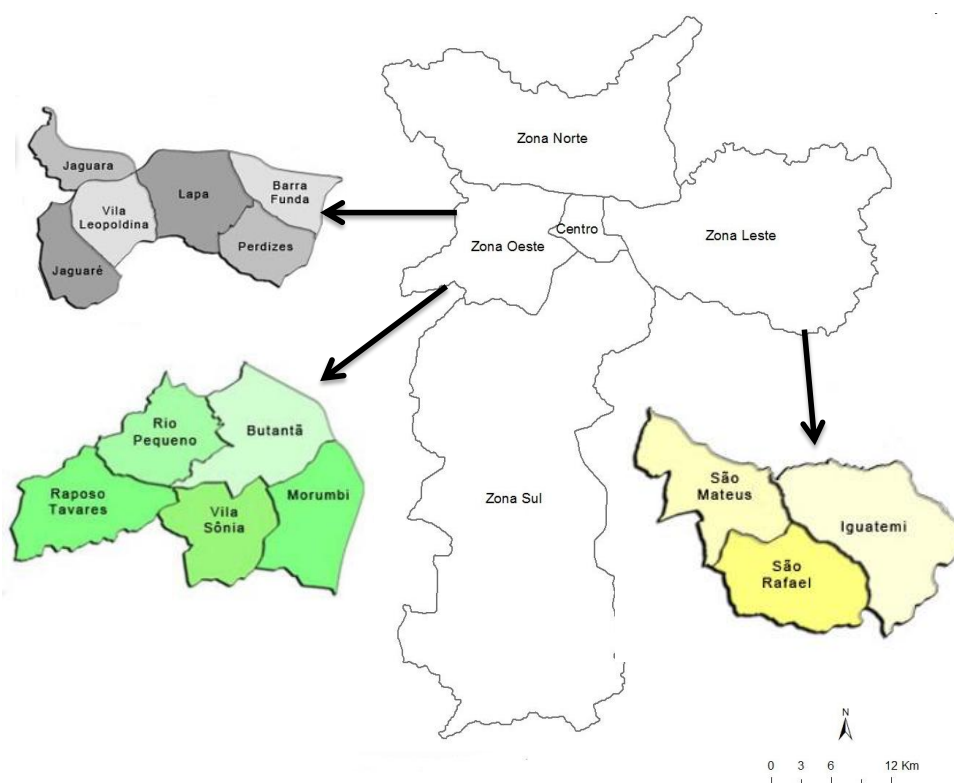 Zona Norte
Jaguara
Lapa
Barra
Funda
Vila
Leopoldina
Perdizes
Jaguaré
Zona Oeste
Centro
Zona Leste
Rio
Pequeno
Butantã
Raposo
Tavares
Vila
Sônia
Morumbi
Zona Sul
São
Mateus
Iguatemi
São
Rafael
N
0 3 6 12 Km